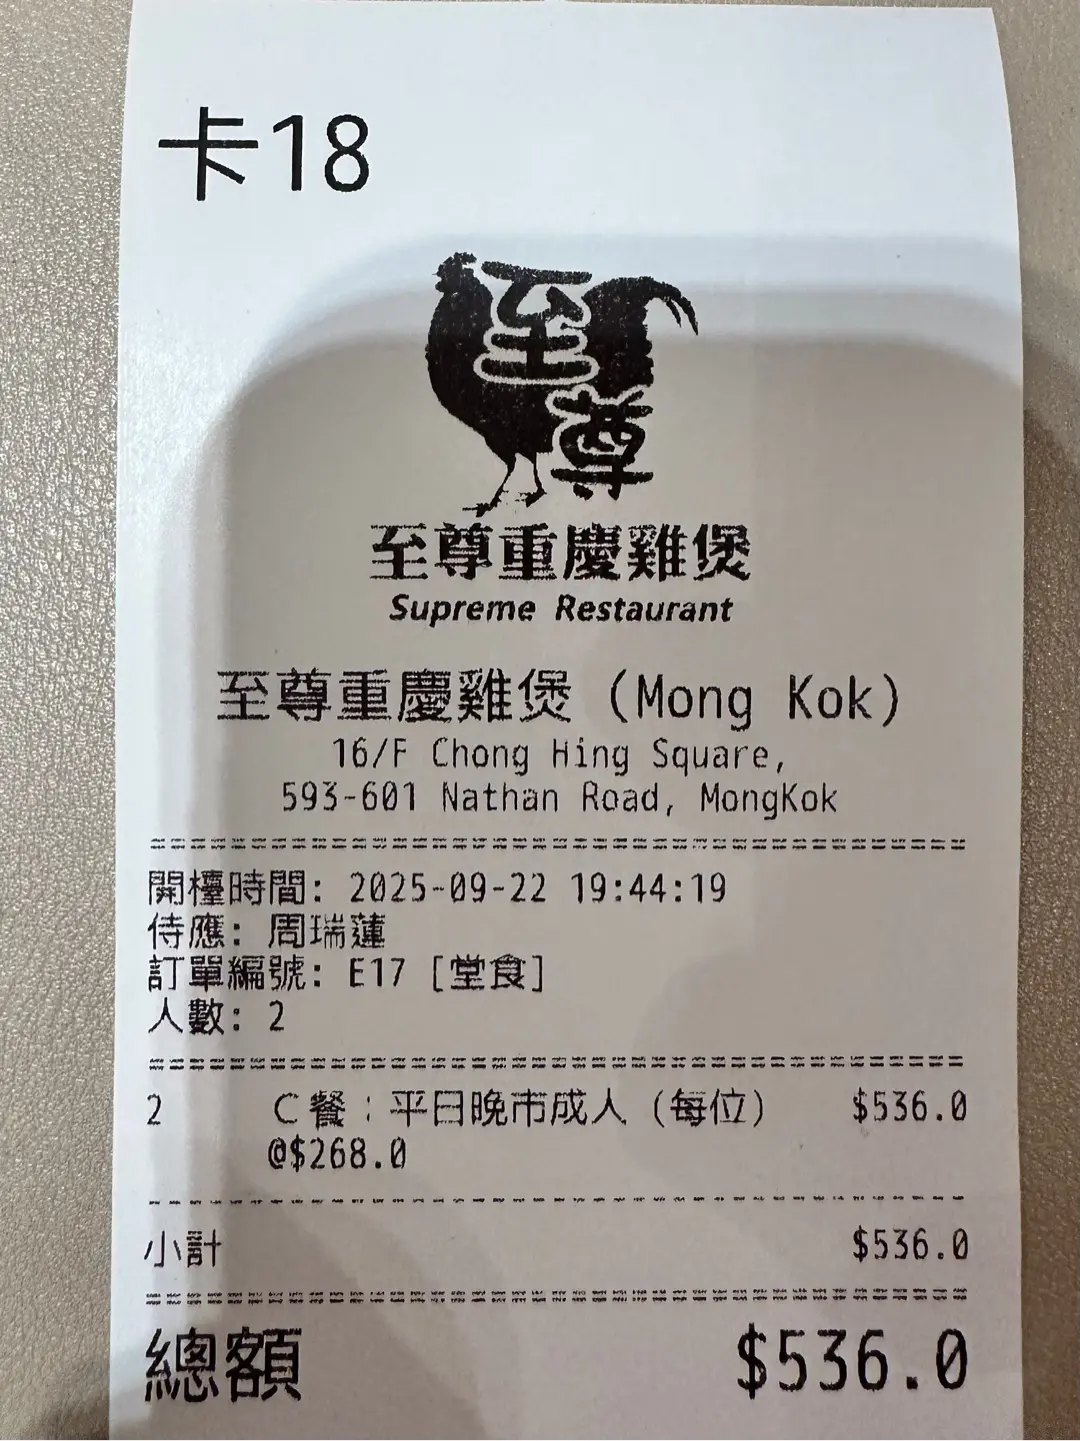 卡18
至尊
至尊重慶雞煲
Supreme Restaurant
至尊重慶雞煲 (Mong Kok)
16/F Chong Hing Square,
593-601 Nathan Road, MongKok
開檯時間: 2025-09-22 19:44:19
侍應: 周瑞蓮
訂單編號: E17 [堂食]
人數: 2
2 C餐：平日晚市成人 (每位) $536.0
@$268.0
小計 $536.0
總額 $536.0